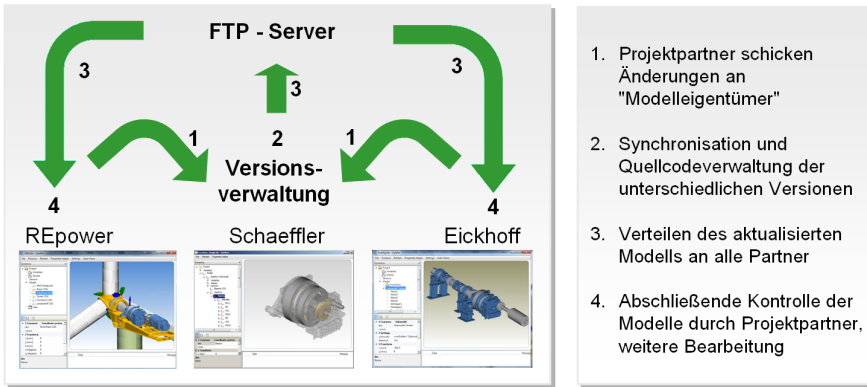 FTP - Server
3
3
3
1
2
1
Versions-
verwaltung
4
4
REpower
Schaeffler
Eickhoff
1. Projektpartner schicken
Änderungen an
"Modelleigentümer"
2. Synchronisation und
Quellcodeverwaltung der
unterschiedlichen Versionen
3. Verteilen des aktualisierten
Modells an alle Partner
4. Abschließende Kontrolle der
Modelle durch Projektpartner,
weitere Bearbeitung